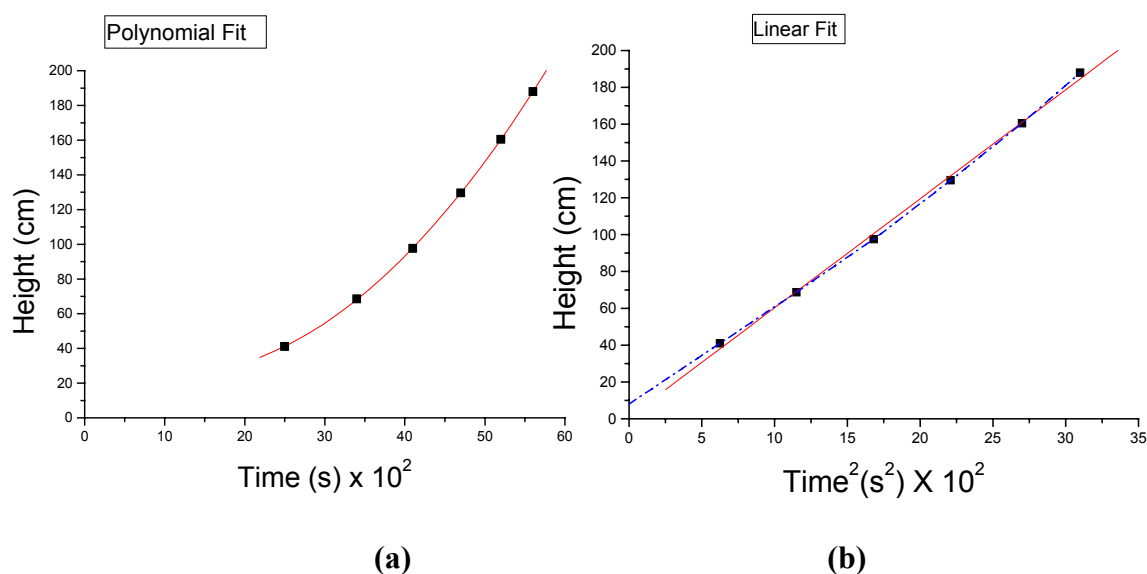 Polynomial Fit
200
180
160
140
120
100
80
60
40
20
0
0 10 20 30 40 50 60
Height (cm)
Time (s) x 10²
(a)
Linear Fit
200
180
160
140
120
100
80
60
40
20
0
0 5 10 15 20 25 30 35
Height (cm)
Time²(s²) X 10²
(b)